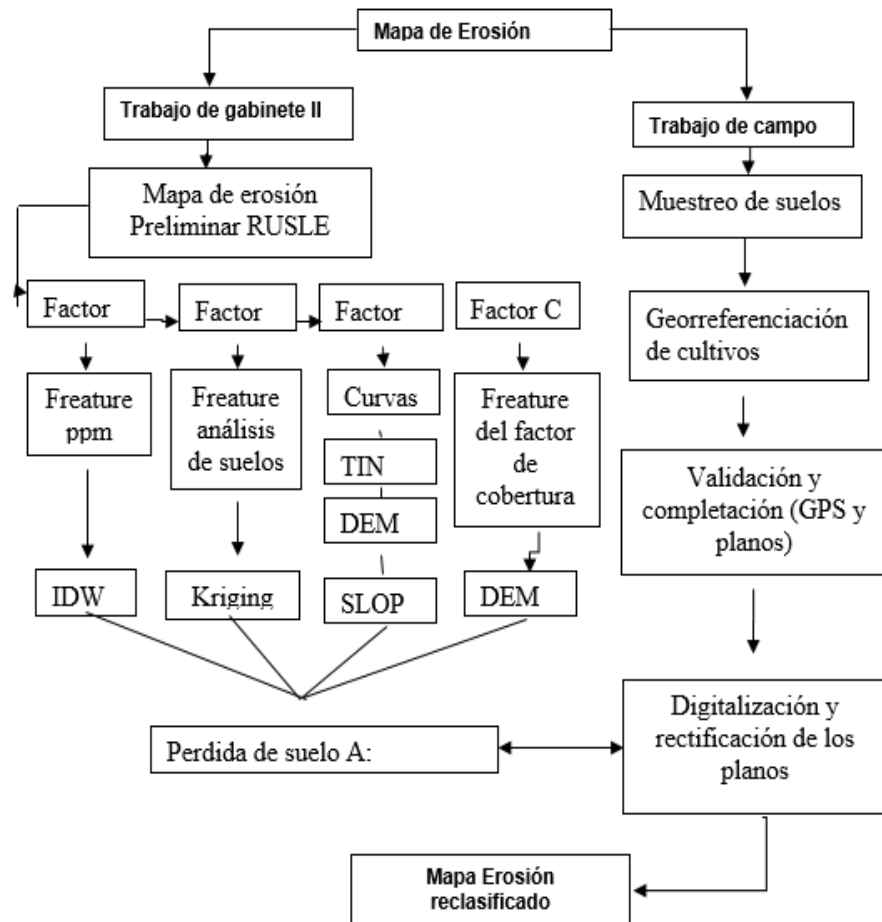 Mapa de Erosión
Trabajo de gabinete II
Trabajo de campo
Mapa de erosión
Preliminar RUSLE
Muestreo de suelos
Factor
Factor
Factor
Factor C
Georreferenciación
de cultivos
Freature
ppm
Freature
análisis
de suelos
Curvas
TIN
DEM
Freature
del factor
de
cobertura
Validación y
completación (GPS y
planos)
IDW
Kriging
SLOP
DEM
Perdida de suelo A:
Digitalización y
rectificación de los
planos
Mapa Erosión
reclasificado